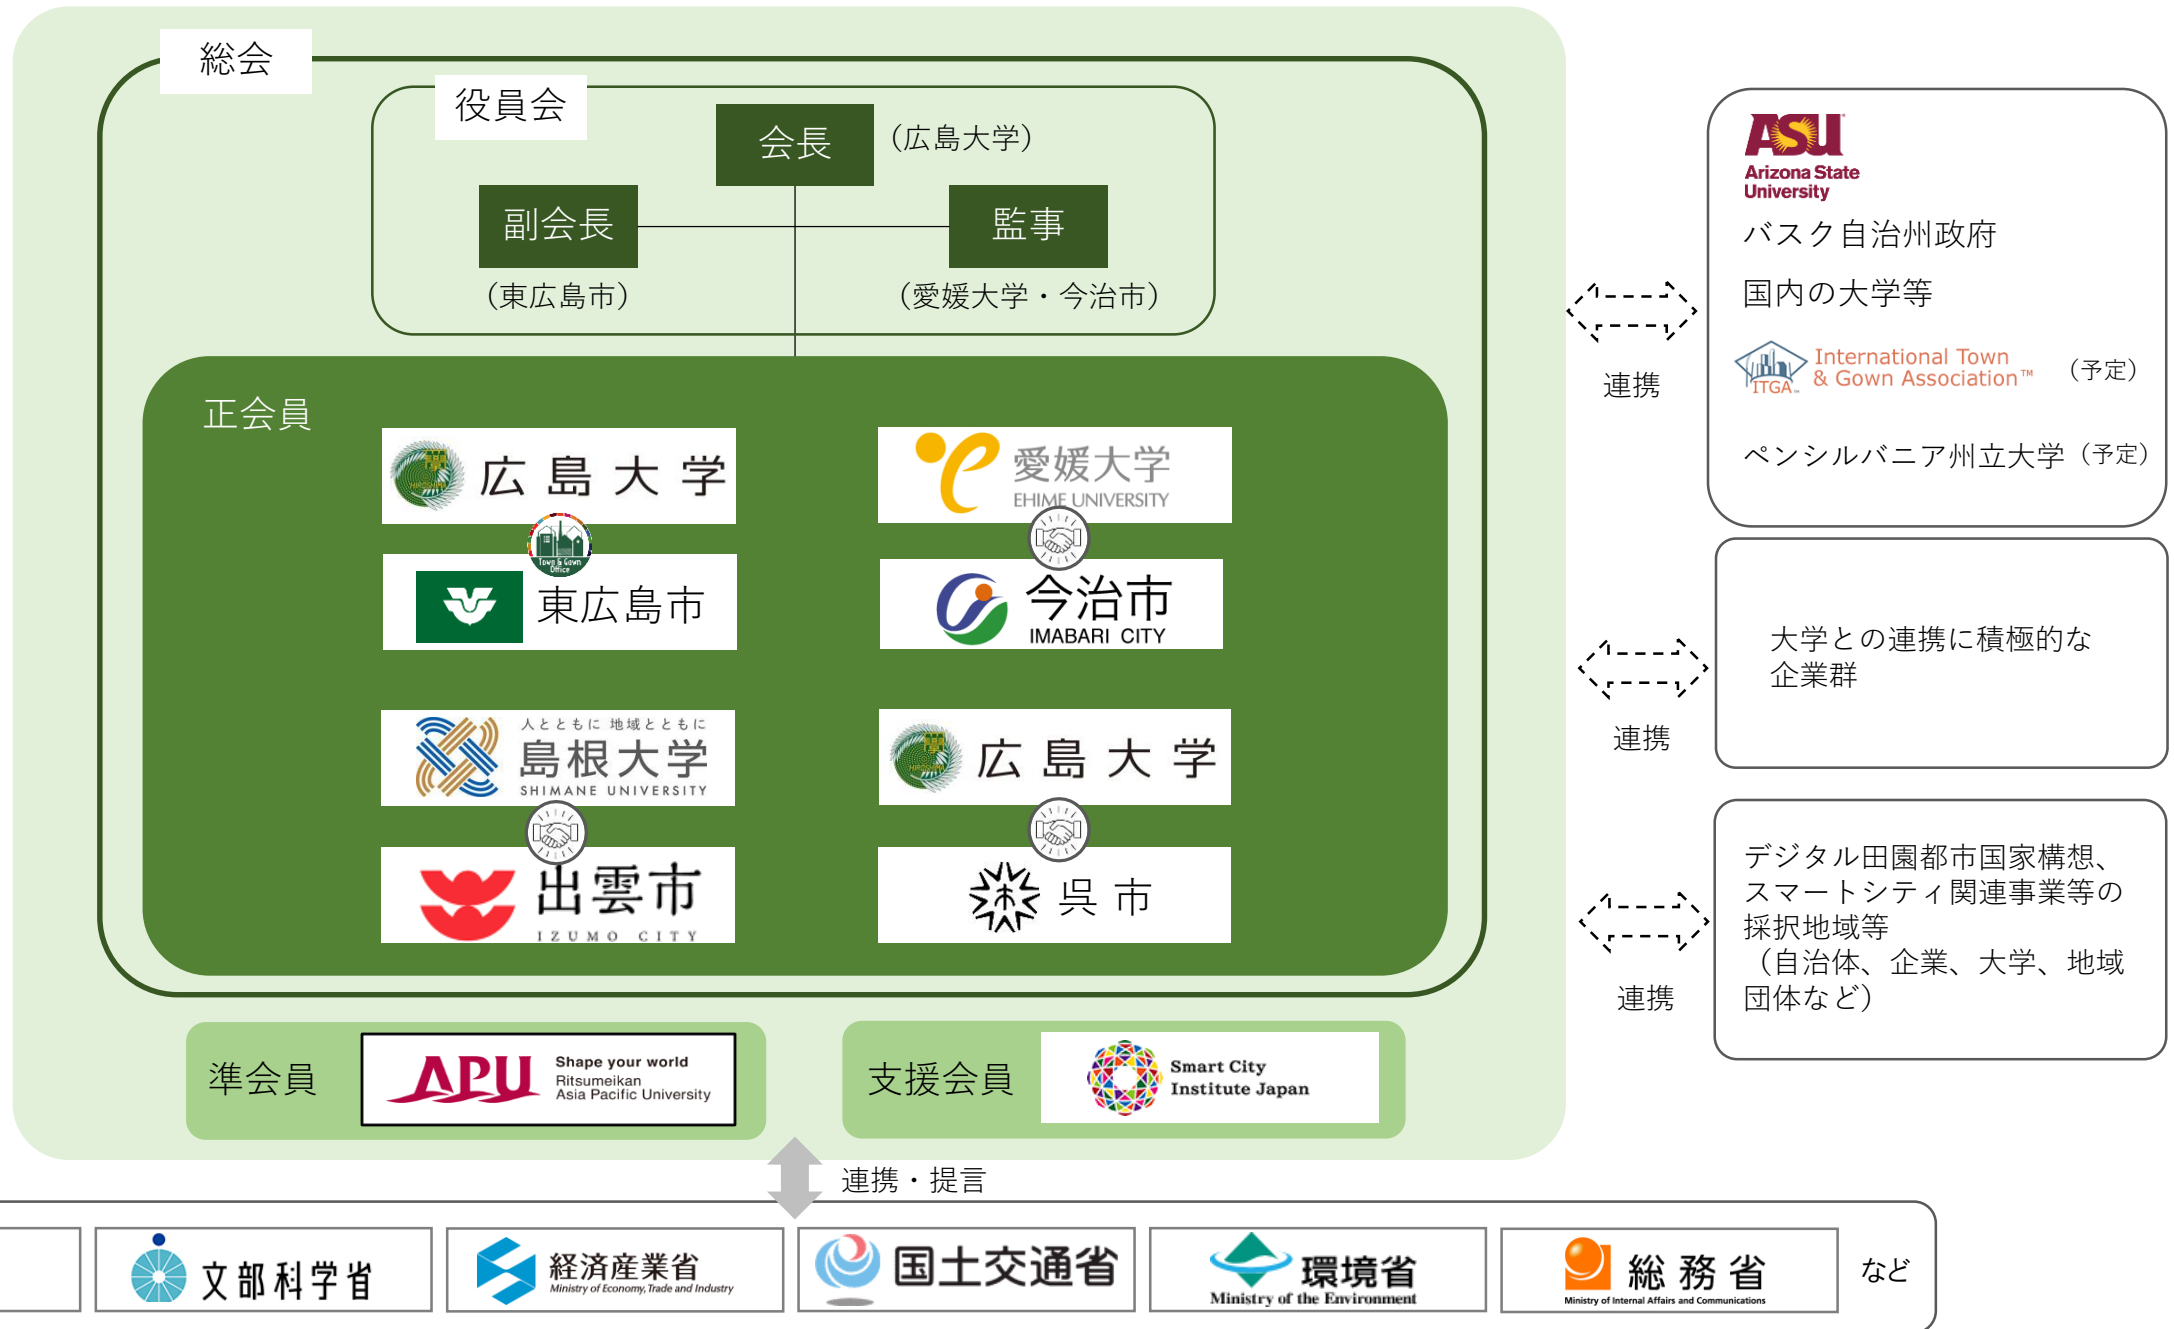 総会
役員会
会長
（広島大学）
副会長
監事
（東広島市）
（愛媛大学・今治市）
正会員
広島大学
愛媛大学
EHIME UNIVERSITY
Town & Gown
Office
東広島市
今治市
IMABARI CITY
人とともに 地域とともに
島根大学
SHIMANE UNIVERSITY
HIROSHIMA
広島大学
出雲市
IZUMO CITY
呉市
準会員
APU
Shape your world
Ritsumeikan
Asia Pacific University
支援会員
Smart City
Institute Japan
ASU
Arizona State
University
バスク自治州政府
国内の大学等
ITGA
International Town
& Gown Association™
（予定）
ペンシルバニア州立大学（予定）
連携
大学との連携に積極的な
企業群
連携
デジタル田園都市国家構想、
スマートシティ関連事業等の
採択地域等
（自治体、企業、大学、地域
団体など）
連携
連携・提言
文部科学省
経済産業省
Ministry of Economy, Trade and Industry
国土交通省
環境省
Ministry of the Environment
総務省
Ministry of Internal Affairs and Communications
など